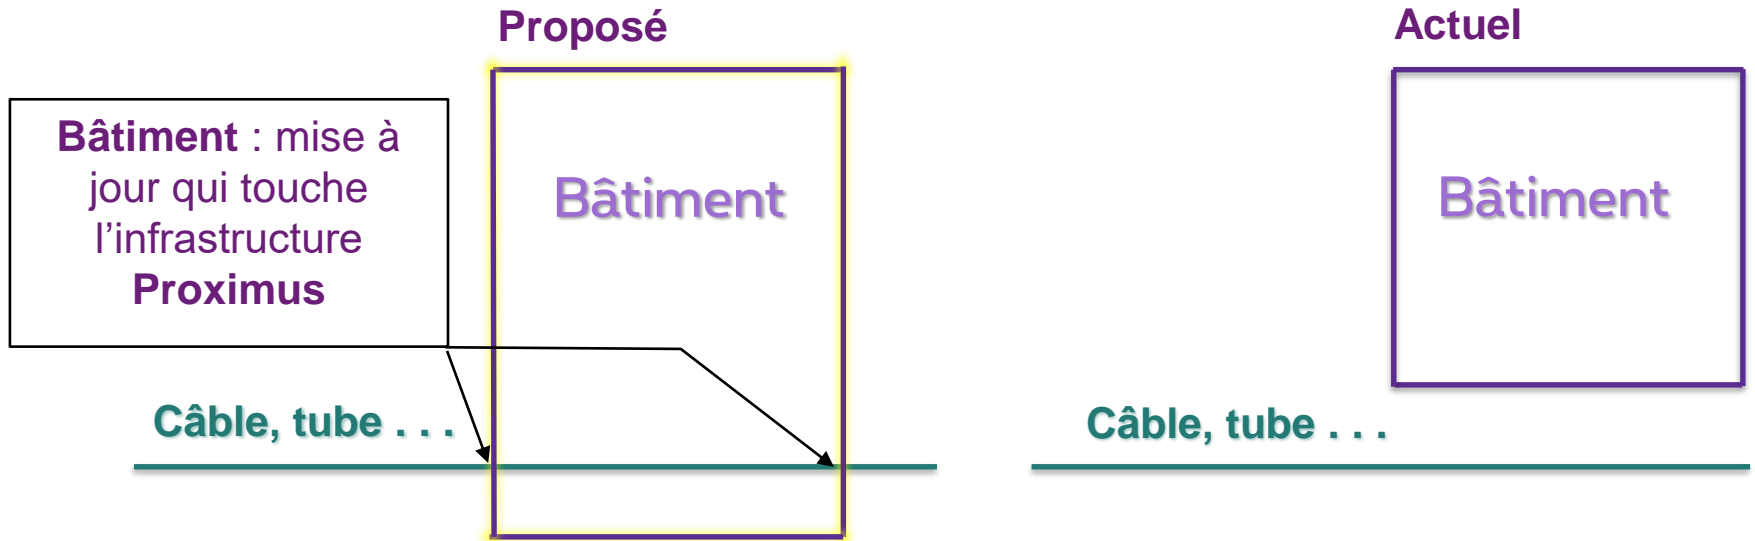 Proposé
Actuel
Bâtiment : mise à
jour qui touche
l’infrastructure
Proximus
Bâtiment
Bâtiment
Câble, tube . . .
Câble, tube . . .